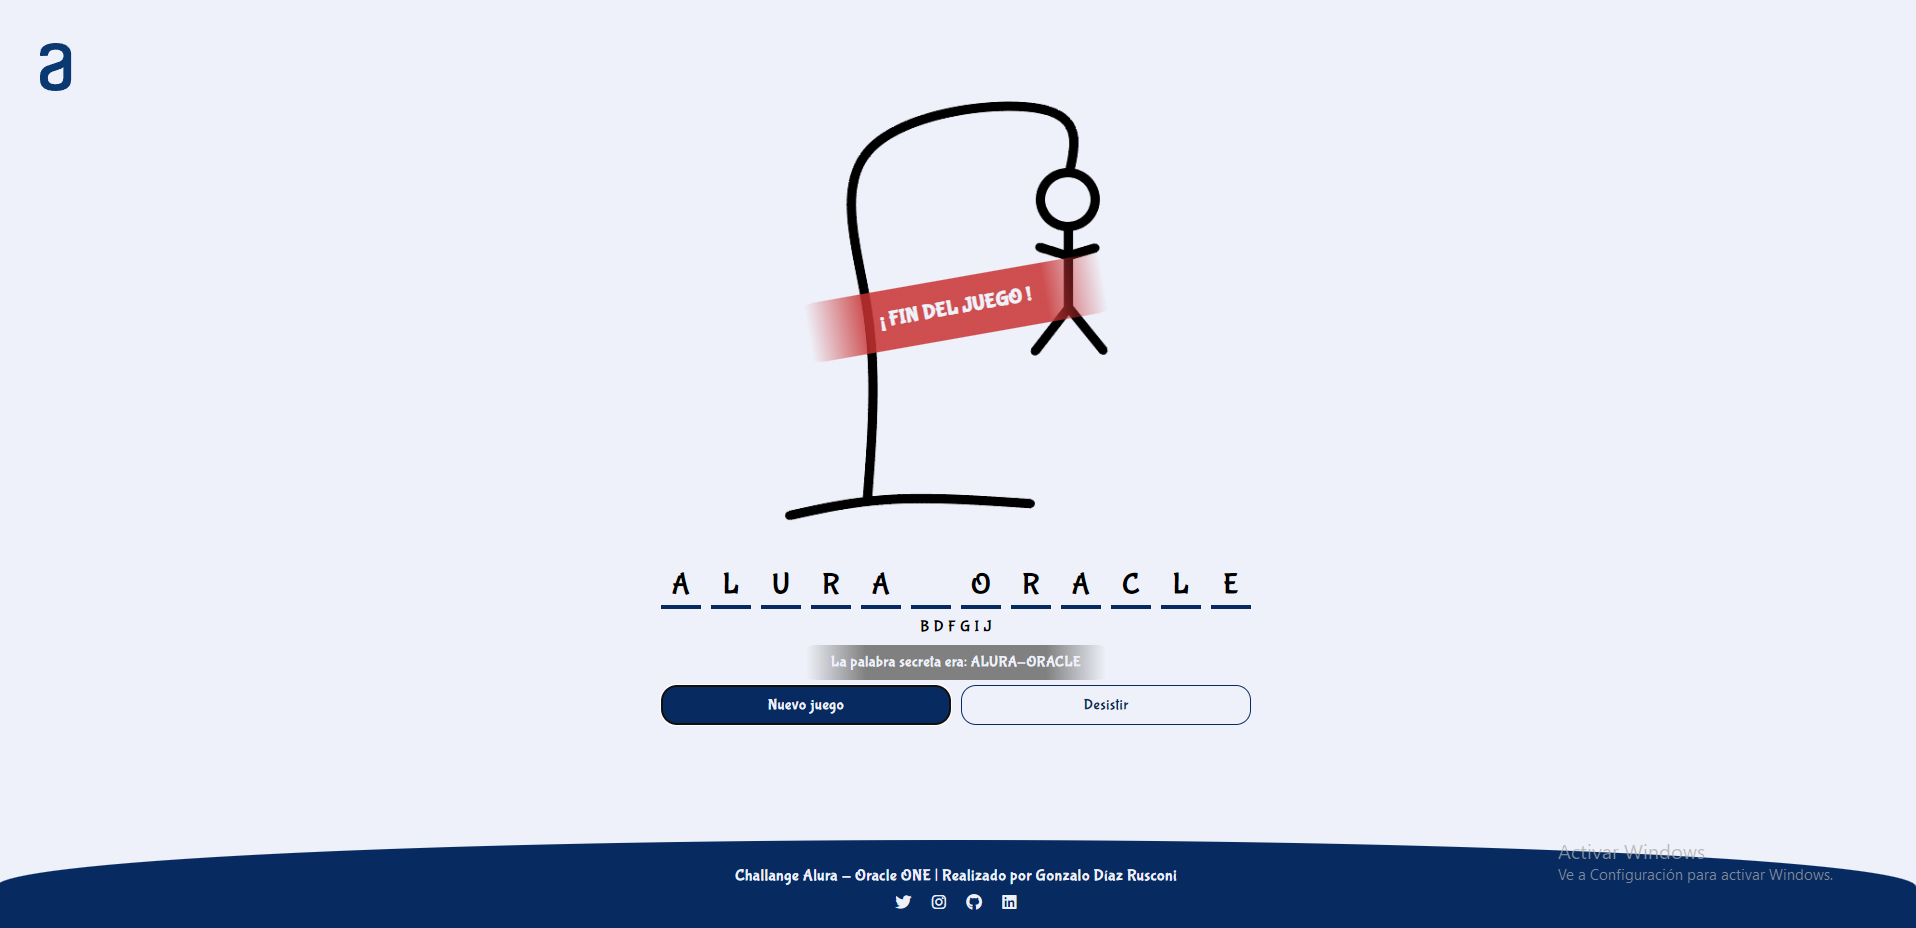 a
¡ FIN DEL JUEGO !
A L U R A   O R A C L E
B D F G I J
La palabra secreta era: ALURA-ORACLE
Nuevo juego
Desistir
Activar Windows
Ve a Configuración para activar Windows.
Challange Alura - Oracle ONE | Realizado por Gonzalo Díaz Rusconi